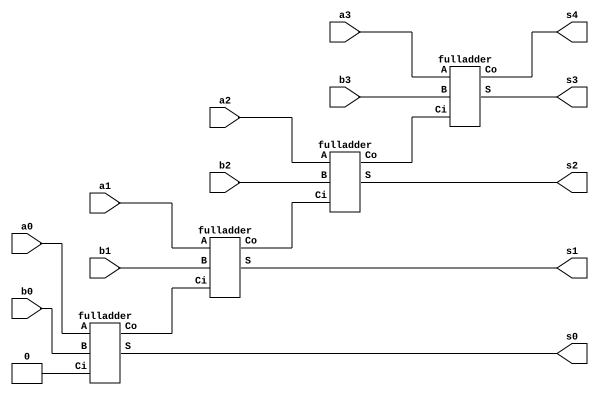 a3
fulladder
s4
A
Co
b3
B
S
s3
Ci
a2
fulladder
A
Co
b2
B
S
s2
Ci
a1
fulladder
A
Co
b1
B
S
s1
Ci
a0
fulladder
A
Co
b0
B
S
s0
0
Ci